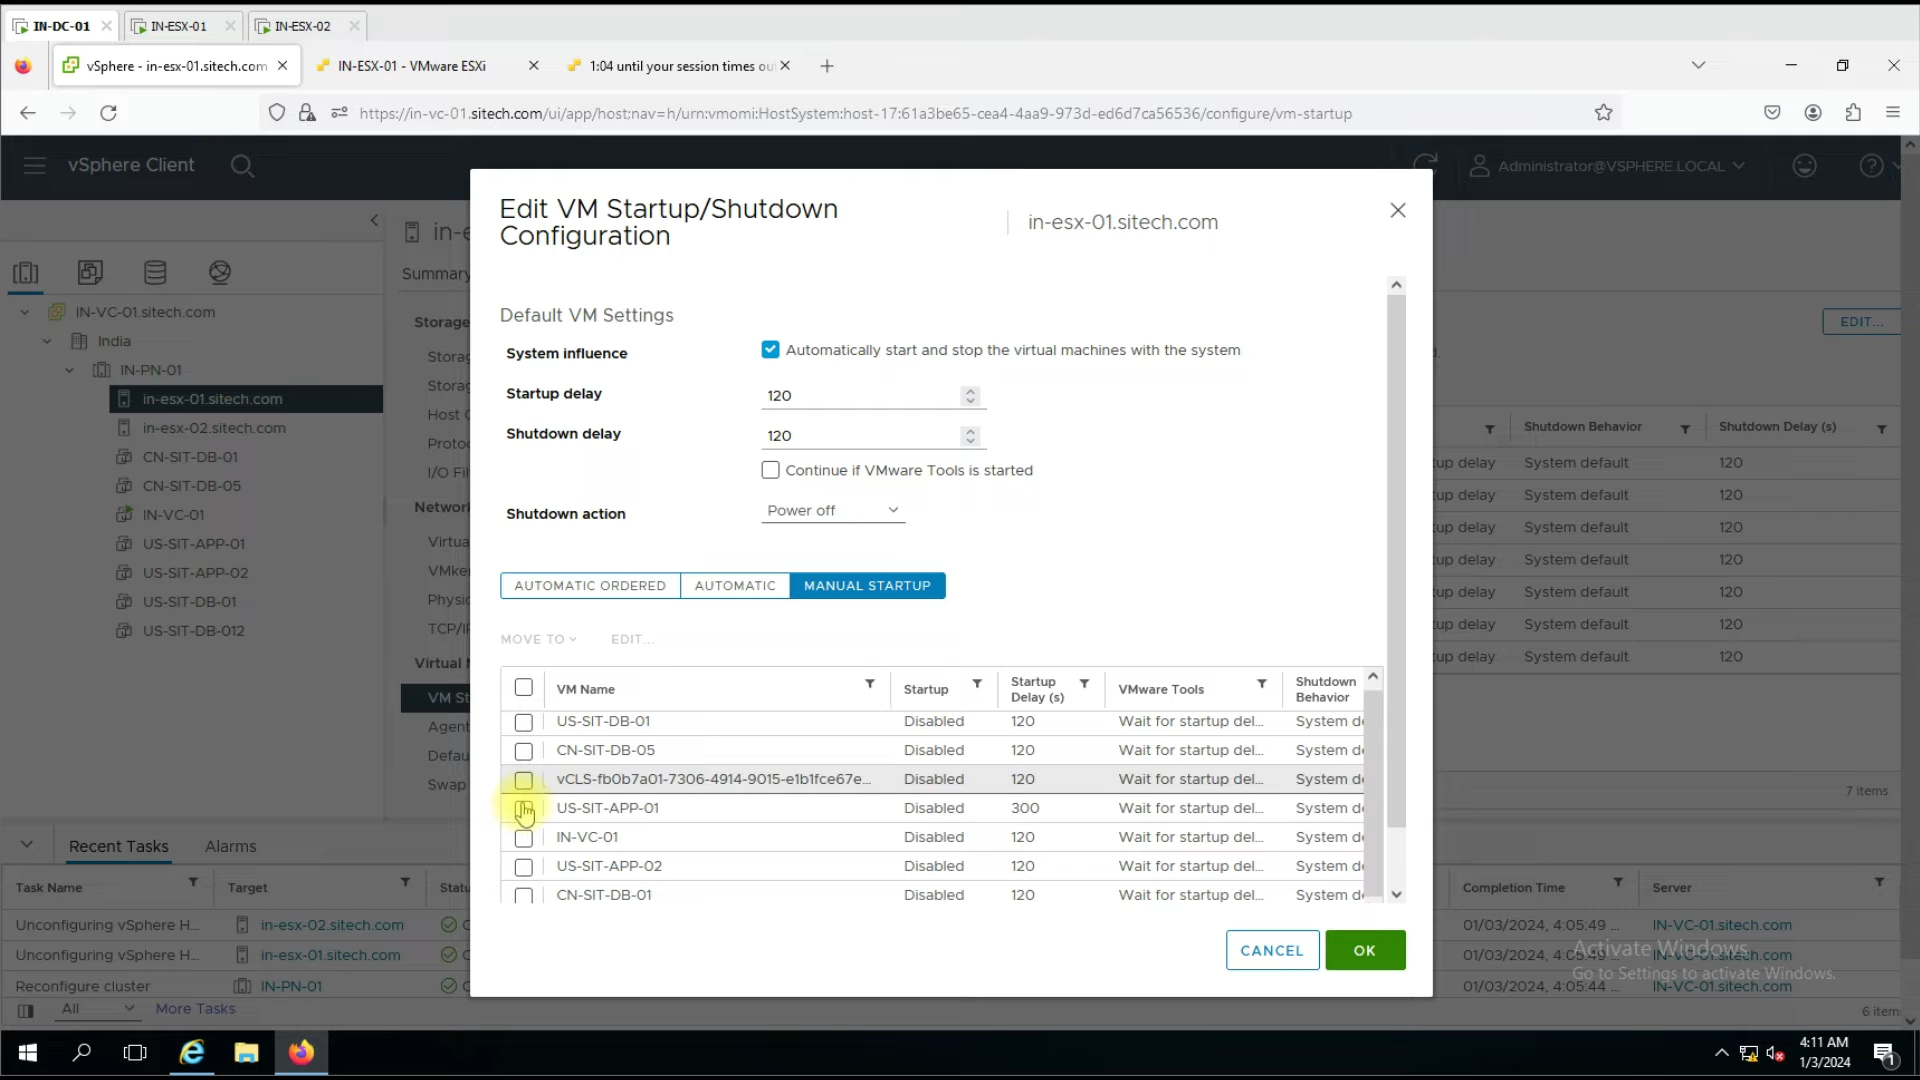 IN-DC-01
IN-ESX-01
IN-ESX-02
vSphere - in-esx-01.sitech.com
IN-ESX-01 - VMware ESXi
1:04 until your session times ou
https://in-vc-01.sitech.com/ui/app/host;nav=h/urn:vmomi:HostSystem:host-17:61a3be65-cea4-4aa9-973d-ed6d7ca56536/configure/vm-startup
vSphere Client
Administrator@VSPHERE.LOCAL
Edit VM Startup/Shutdown
Configuration
in-esx-01.sitech.com
in-e
Summary
IN-VC-01.sitech.com
India
IN-PN-01
in-esx-01.sitech.com
in-esx-02.sitech.com
CN-SIT-DB-01
CN-SIT-DB-05
IN-VC-01
US-SIT-APP-01
US-SIT-APP-02
US-SIT-DB-01
US-SIT-DB-012
Storage
Storag
Storag
Host C
Protoc
I/O Fil
Network
Virtua
VMker
Physic
TCP/IP
Virtual M
VM St
Agent
Defau
Swap
Default VM Settings
System influence
Automatically start and stop the virtual machines with the system
Startup delay
120
Shutdown delay
120
Continue if VMware Tools is started
Shutdown action
Power off
AUTOMATIC ORDERED
AUTOMATIC
MANUAL STARTUP
MOVE TO
EDIT...
VM Name
Startup
Startup Delay (s)
VMware Tools
Shutdown Behavior
US-SIT-DB-01 Disabled 120 Wait for startup del... System de
CN-SIT-DB-05 Disabled 120 Wait for startup del... System de
vCLS-fb0b7a01-7306-4914-9015-e1b1fce67e... Disabled 120 Wait for startup del... System de
US-SIT-APP-01 Disabled 300 Wait for startup del... System de
IN-VC-01 Disabled 120 Wait for startup del... System de
US-SIT-APP-02 Disabled 120 Wait for startup del... System de
CN-SIT-DB-01 Disabled 120 Wait for startup del... System de
CANCEL
OK
EDIT...
d.
Shutdown Behavior
Shutdown Delay (s)
tup delay System default 120
tup delay System default 120
tup delay System default 120
tup delay System default 120
tup delay System default 120
tup delay System default 120
tup delay System default 120
7 items
Recent Tasks
Alarms
Task Name
Target
Statu
Completion Time
Server
Unconfiguring vSphere H... in-esx-02.sitech.com C 01/03/2024, 4:05:49 ... IN-VC-01.sitech.com
Unconfiguring vSphere H... in-esx-01.sitech.com C 01/03/2024, 4:05:49 ... IN-VC-01.sitech.com
Reconfigure cluster IN-PN-01 C 01/03/2024, 4:05:44 ... IN-VC-01.sitech.com
Activate Windows
Go to Settings to activate Windows.
All
More Tasks
6 item
4:11 AM
1/3/2024
1